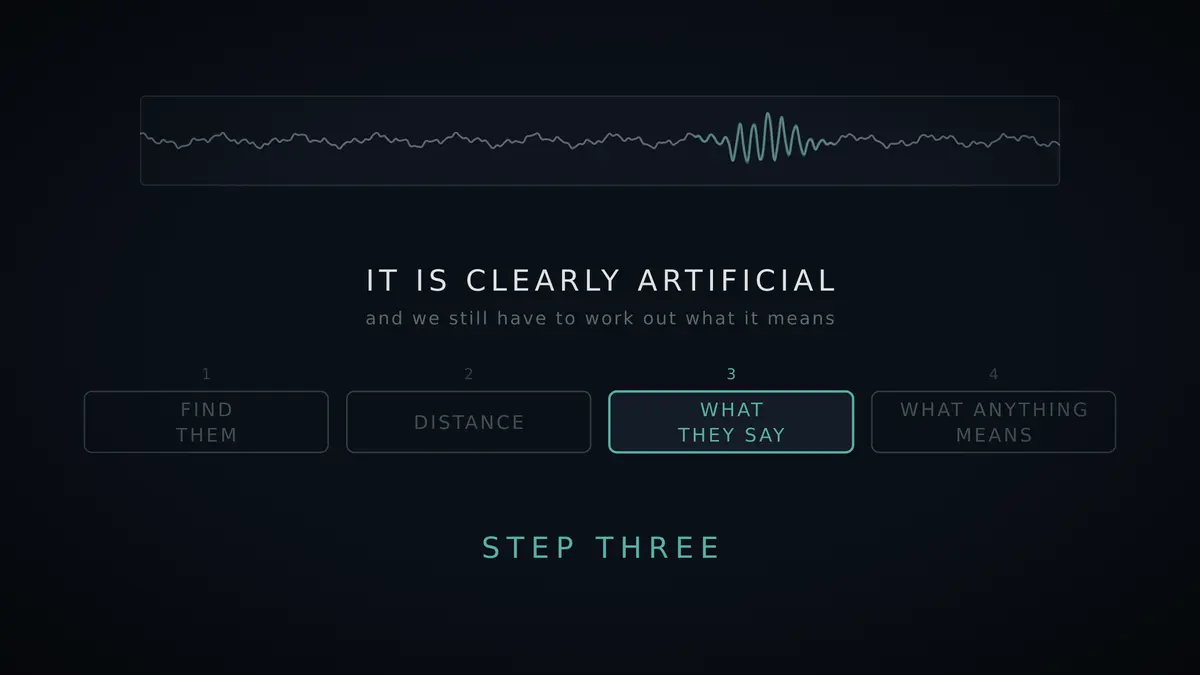 IT IS CLEARLY ARTIFICIAL
and we still have to work out what it means
1
FIND
THEM
2
DISTANCE
3
WHAT
THEY SAY
4
WHAT ANYTHING
MEANS
STEP THREE